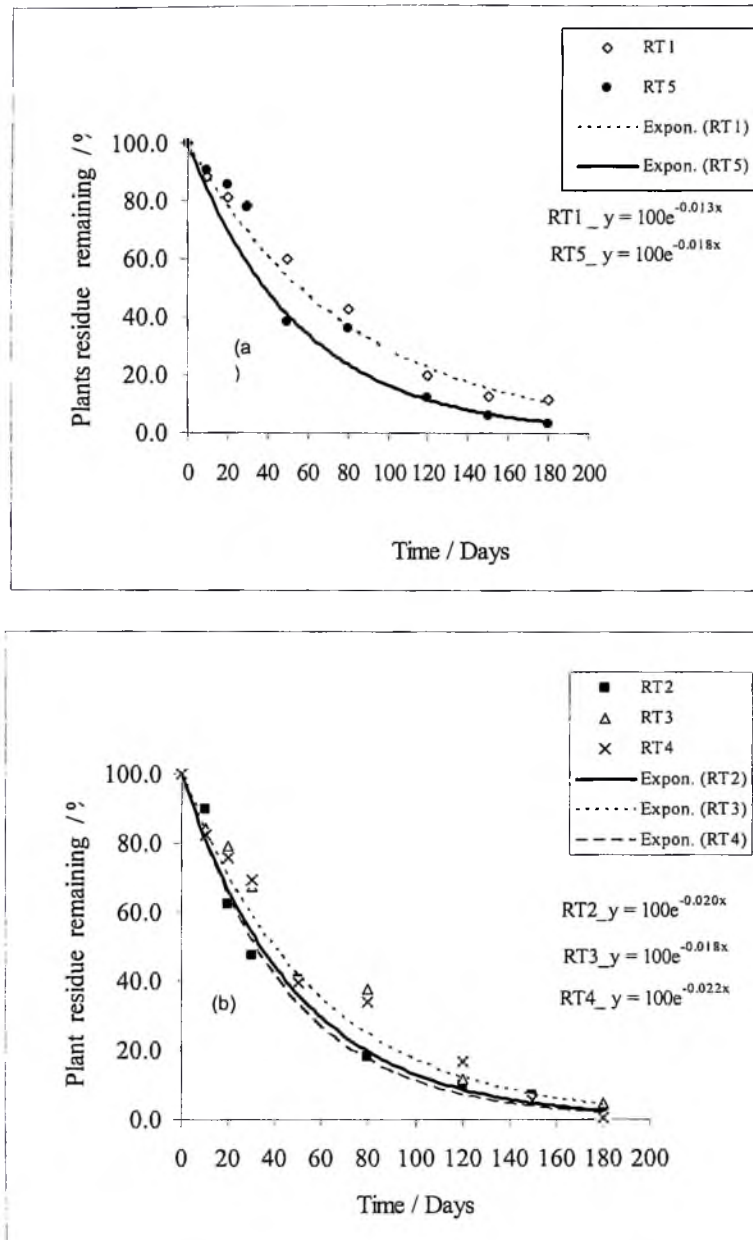 RT1
RT5
Expon. (RT1)
Expon. (RT5)
RT1 _ y = 100e^-0.013x
RT5_ y = 100e^-0.018x
Plants residue remaining / %
100.0
80.0
60.0
40.0
20.0
0.0
(a
)
0 20 40 60 80 100 120 140 160 180 200
Time / Days
RT2
RT3
RT4
Expon. (RT2)
Expon. (RT3)
Expon. (RT4)
RT2_y = 100e^-0.020x
RT3_y = 100e^-0.018x
RT4_ y = 100e^-0.022x
Plant residue remaining / %
100.0
80.0
60.0
40.0
20.0
0.0
(b)
0 20 40 60 80 100 120 140 160 180 200
Time / Days